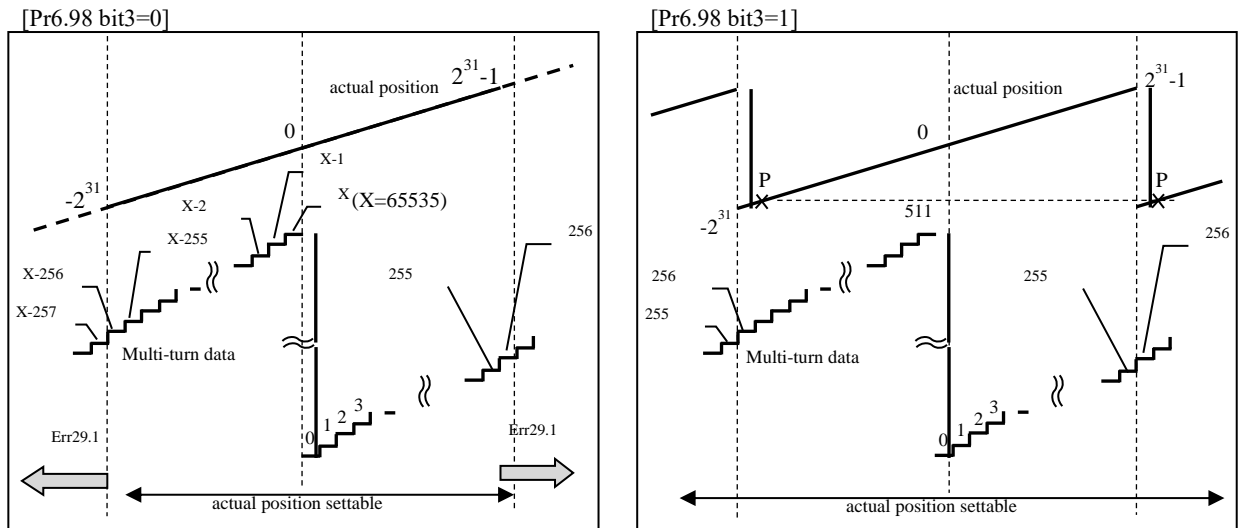 [Pr6.98 bit3=0]
2^31-1
actual position
0
X-1
-2^31
X-2
X (X=65535)
X-255
256
X-256
255
X-257
Multi-turn data
3
2
1
0
Err29.1
Err29.1
actual position settable
[Pr6.98 bit3=1]
2^31-1
actual position
0
P
P
511
-2^31
256
256
255
255
Multi-turn data
3
2
1
0
actual position settable